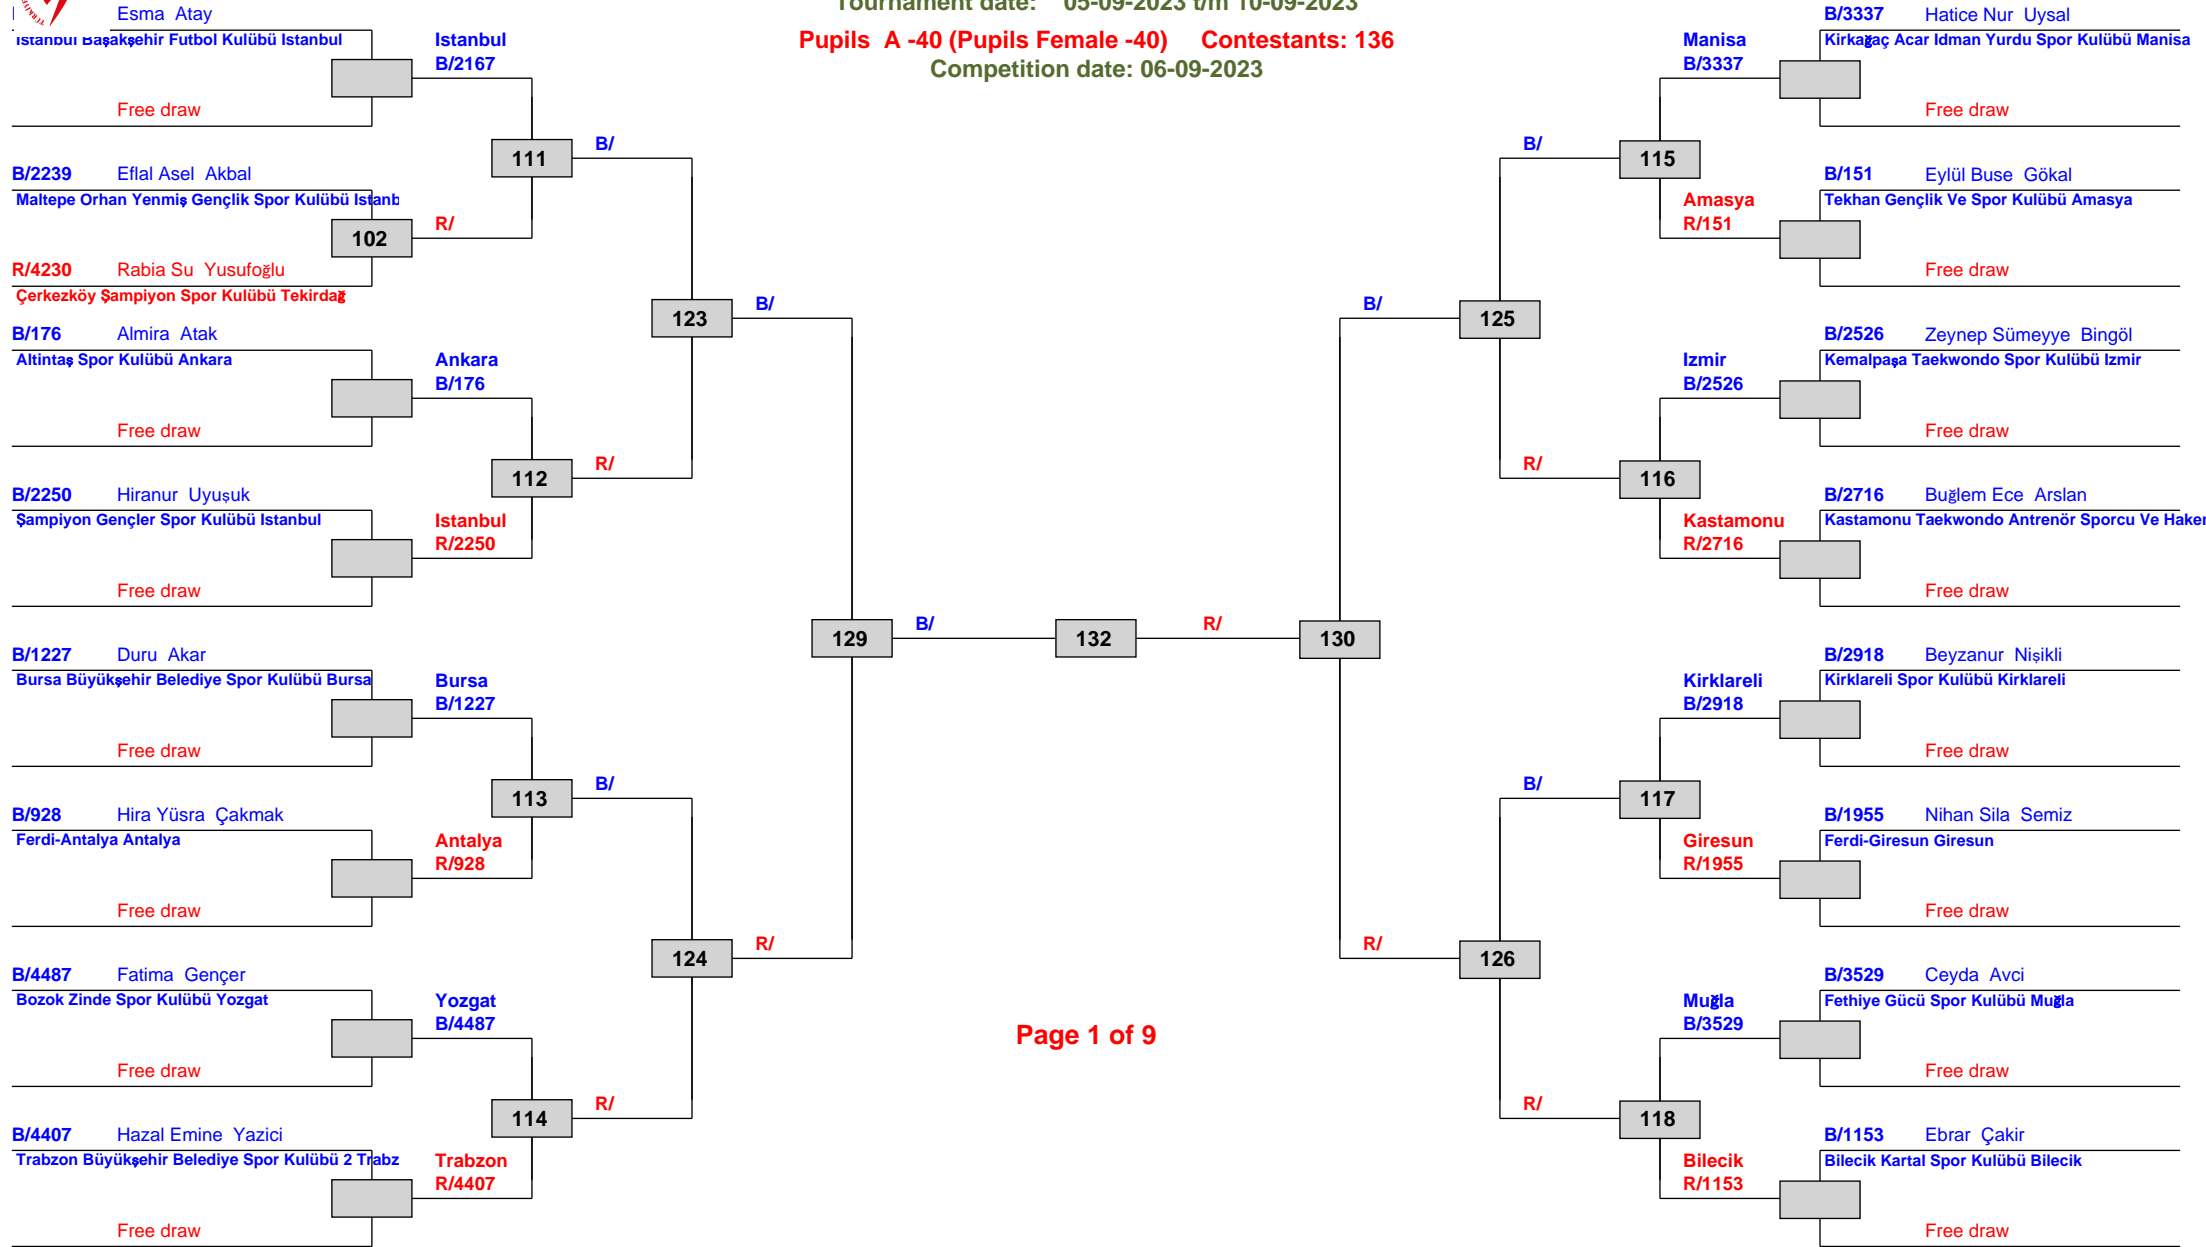 Tournament date: 05-09-2023 t/m 10-09-2023
Pupils A -40 (Pupils Female -40) Contestants: 136
Competition date: 06-09-2023
Esma Atay
Istanbul Başakşehir Futbol Kulübü Istanbul
Istanbul
B/2167
Free draw
111
B/
B/2239 Eflal Asel Akbal
Maltepe Orhan Yenmiş Gençlik Spor Kulübü Istanb
102
R/
R/4230 Rabia Su Yusufoğlu
Çerkezköy Şampiyon Spor Kulübü Tekirdağ
123
B/
B/176 Almira Atak
Altintaş Spor Kulübü Ankara
Ankara
B/176
Free draw
112
R/
B/2250 Hiranur Uyuşuk
Şampiyon Gençler Spor Kulübü Istanbul
Istanbul
R/2250
Free draw
129
B/
132
R/
130
B/1227 Duru Akar
Bursa Büyükşehir Belediye Spor Kulübü Bursa
Bursa
B/1227
Free draw
113
B/
B/928 Hira Yüsra Çakmak
Ferdi-Antalya Antalya
Antalya
R/928
Free draw
124
R/
B/4487 Fatima Gençer
Bozok Zinde Spor Kulübü Yozgat
Yozgat
B/4487
Free draw
114
R/
B/4407 Hazal Emine Yazici
Trabzon Büyükşehir Belediye Spor Kulübü 2 Trabz
Trabzon
R/4407
Free draw
B/3337 Hatice Nur Uysal
Kirkağaç Acar Idman Yurdu Spor Kulübü Manisa
Manisa
B/3337
Free draw
B/
115
B/151 Eylül Buse Gökal
Tekhan Gençlik Ve Spor Kulübü Amasya
Amasya
R/151
Free draw
B/
125
B/2526 Zeynep Sümeyye Bingöl
Kemalpaşa Taekwondo Spor Kulübü Izmir
Izmir
B/2526
Free draw
R/
116
B/2716 Buğlem Ece Arslan
Kastamonu Taekwondo Antrenör Sporcu Ve Haker
Kastamonu
R/2716
Free draw
B/2918 Beyzanur Nişikli
Kirklareli Spor Kulübü Kirklareli
Kirklareli
B/2918
Free draw
B/
117
B/1955 Nihan Sila Semiz
Ferdi-Giresun Giresun
Giresun
R/1955
Free draw
R/
126
B/3529 Ceyda Avci
Fethiye Gücü Spor Kulübü Muğla
Muğla
B/3529
Free draw
R/
118
B/1153 Ebrar Çakir
Bilecik Kartal Spor Kulübü Bilecik
Bilecik
R/1153
Free draw
Page 1 of 9